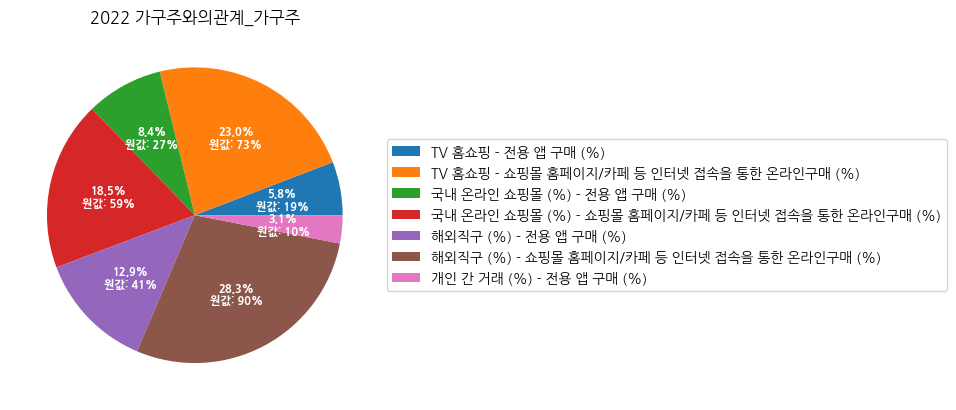 2022 가구주와의관계_가구주
8.4%
원값: 27%
23.0%
원값: 73%
18.5%
원값: 59%
5.8%
원값: 19%
3.1%
원값: 10%
12.9%
원값: 41%
28.3%
원값: 90%
TV 홈쇼핑 - 전용 앱 구매 (%)
TV 홈쇼핑 - 쇼핑몰 홈페이지/카페 등 인터넷 접속을 통한 온라인구매 (%)
국내 온라인 쇼핑몰 (%) - 전용 앱 구매 (%)
국내 온라인 쇼핑몰 (%) - 쇼핑몰 홈페이지/카페 등 인터넷 접속을 통한 온라인구매 (%)
해외직구 (%) - 전용 앱 구매 (%)
해외직구 (%) - 쇼핑몰 홈페이지/카페 등 인터넷 접속을 통한 온라인구매 (%)
개인 간 거래 (%) - 전용 앱 구매 (%)